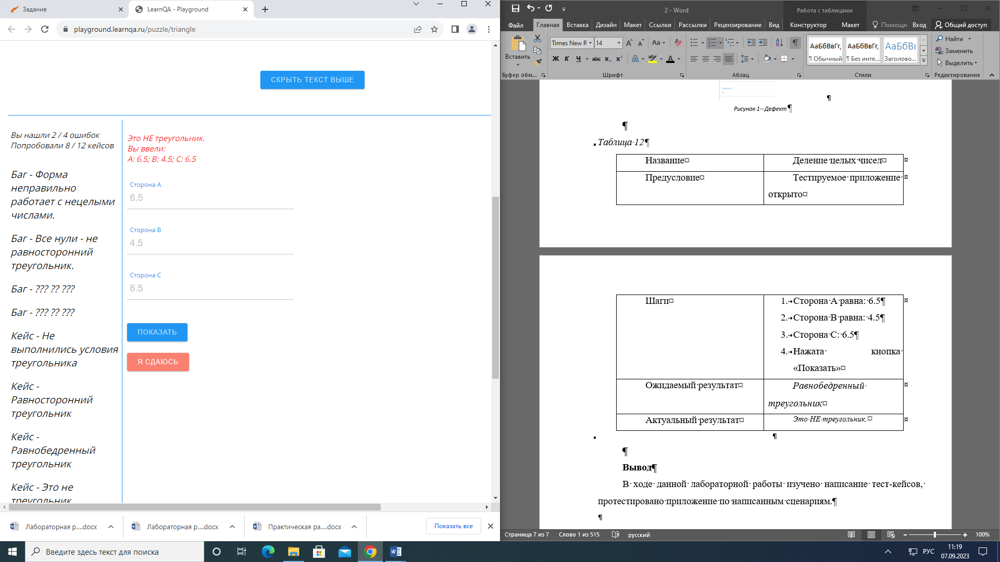 Задание
LearnQA - Playground
playground.learnqa.ru/puzzle/triangle
СКРЫТЬ ТЕКСТ ВЫШЕ
Вы нашли 2 / 4 ошибок
Попробовали 8 / 12 кейсов
Баг - Форма
неправильно
работает с нецелыми
числами.
Баг - Все нули - не
равносторонний
треугольник.
Баг - ??? ?? ???
Баг - ??? ?? ???
Кейс - Не
выполнились условия
треугольника
Кейс -
Равносторонний
треугольник
Кейс -
Равнобедренный
треугольник
Кейс - Это не
треугольник
Это НЕ треугольник.
Вы ввели:
A: 6.5; B: 4.5; C: 6.5
Сторона A
6.5
Сторона B
4.5
Сторона C
6.5
ПОКАЗАТЬ
Я СДАЮСЬ
Лабораторная р....docx
Лабораторная р....docx
Практическая ра....docx
Показать все
2 - Word
Работа с таблицами
Файл Главная Вставка Дизайн Макет Ссылки Рассылки Рецензирование Вид Конструктор Макет Помощн Вход Общий доступ
Вставить
Буфер обм...
Times New R 14
Ж К Ч abc x₂ x²
Шрифт
Абзац
АаБбВвГг, АаБбВвГг, АаБбВв
¶ Обычный ¶ Без инте... Заголово...
Стили
Найти
Заменить
Выделить
Редактирование
Сторона C
0
¶
Рисунок·1·-·Дефект¶
¶
Таблица·12¶
Название¤ Деление·целых·чисел¤ ¤
Предусловие¤ Тестируемое·приложение· ¤
открыто¤
Шаги¤ 1.→Сторона·А·равна:·6.5¶ ¤
2.→Сторона·В·равна:·4.5¶
3.→Сторона·С:·6.5¶
4.→Нажата· кнопка·
«Показать»¤
Ожидаемый·результат¤ Равнобедренный· ¤
треугольник¤
Актуальный·результат¤ Это·НЕ·треугольник.¤ ¤
¶
¶
Вывод¶
В· ходе· данной· лабораторной· работы· изучено· написание· тест-кейсов,·
протестировано·приложение·по·написанным·сценариям.¶
¶
Страница 7 из 7 Слово 1 из 515 русский 100%
Введите здесь текст для поиска
РУС
11:19
07.09.2023